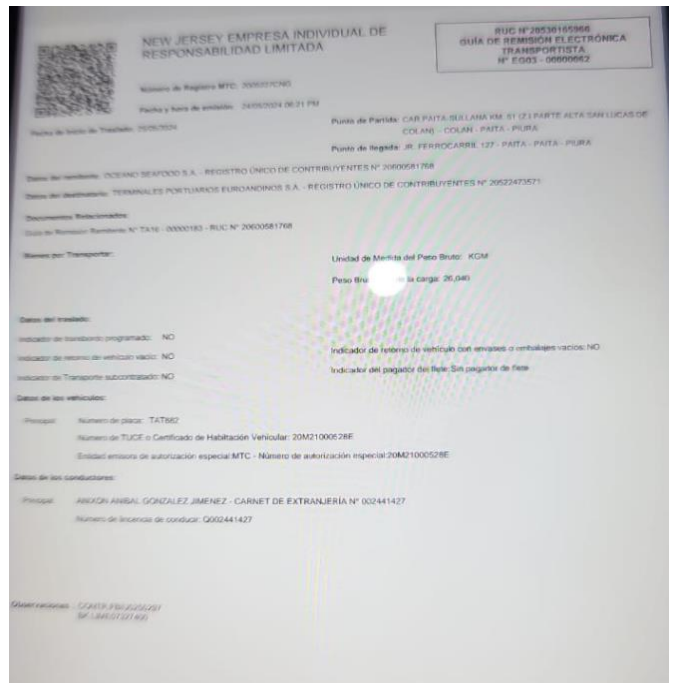 NEW JERSEY EMPRESA INDIVIDUAL DE
RESPONSABILIDAD LIMITADA
RUC N°20530165966
GUÍA DE REMISIÓN ELECTRÓNICA
TRANSPORTISTA
N° EG03 - 00000062
Número de Registro MTC:
Fecha y hora de emisión: 24/05/2024 06:21 PM
Fecha de Inicio de Traslado: 25/05/2024
Punto de Partida: CAR.PAITA-SULLANA KM. 51 (Z.I PARTE ALTA SAN LUCAS DE
COLAN) - COLAN - PAITA - PIURA
Punto de llegada: JR. FERROCARRIL 127 - PAITA - PAITA - PIURA
Datos del remitente: OCEANO SEAFOOD S.A. - REGISTRO ÚNICO DE CONTRIBUYENTES N° 20600581768
Datos del destinatario: TERMINALES PORTUARIOS EUROANDINOS S.A. - REGISTRO ÚNICO DE CONTRIBUYENTES N° 20522473571
Documentos Relacionados:
Guía de Remisión Remitente N° TA10 - 00000183 - RUC N° 20600581768
Bienes por Transportar:
Unidad de Medida del Peso Bruto: KGM
Peso la carga: 26,040
Datos del traslado:
Indicador de transbordo programado: NO
Indicador de retorno de vehículo vacío: NO
Indicador de retorno de vehículo con envases o embalajes vacíos: NO
Indicador de Transporte subcontratado: NO
Indicador del pagador del flete: Sin pagador de flete
Datos de los vehículos:
Principal: Número de placa: TAT882
Número de TUCE o Certificado de Habilitación Vehicular: 20M21000528E
Entidad emisora de autorización especial:MTC - Número de autorización especial:20M21000528E
Datos de los conductores:
Principal: ANIXON ANIBAL GONZALEZ JIMENEZ - CARNET DE EXTRANJERÍA N° 002441427
Número de licencia de conducir: Q002441427
Observaciones: